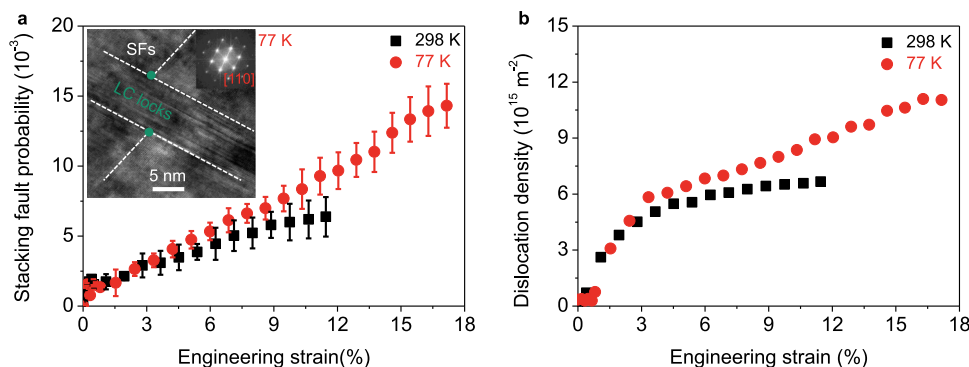 a
Stacking fault probability (10⁻³)
20
15
10
5
0
0
3
6
9
12
15
18
Engineering strain(%)
SFs
LC locks
5 nm
[1̄10]
77 K
298 K
77 K
b
Dislocation density (10¹⁵ m⁻²)
12
9
6
3
0
0
3
6
9
12
15
18
Engineering strain (%)
298 K
77 K